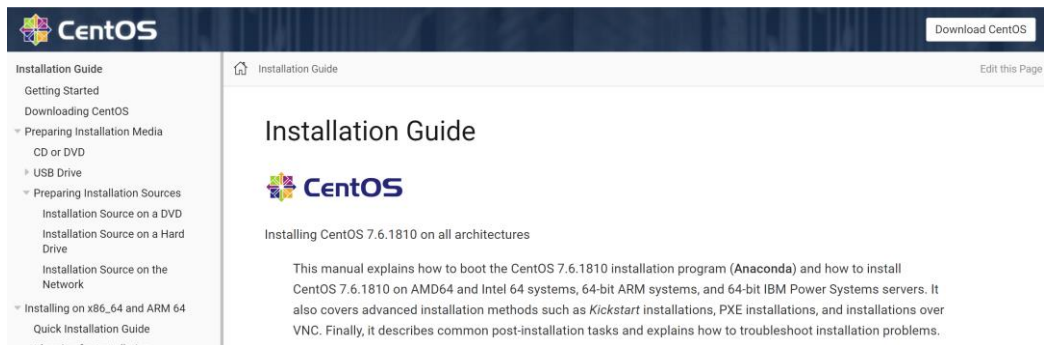 CentOS
Download CentOS
Installation Guide
Getting Started
Downloading CentOS
Preparing Installation Media
CD or DVD
USB Drive
Preparing Installation Sources
Installation Source on a DVD
Installation Source on a Hard
Drive
Installation Source on the
Network
Installing on x86_64 and ARM 64
Quick Installation Guide
Installation Guide
Edit this Page
Installation Guide
CentOS
Installing CentOS 7.6.1810 on all architectures
This manual explains how to boot the CentOS 7.6.1810 installation program (Anaconda) and how to install
CentOS 7.6.1810 on AMD64 and Intel 64 systems, 64-bit ARM systems, and 64-bit IBM Power Systems servers. It
also covers advanced installation methods such as Kickstart installations, PXE installations, and installations over
VNC. Finally, it describes common post-installation tasks and explains how to troubleshoot installation problems.